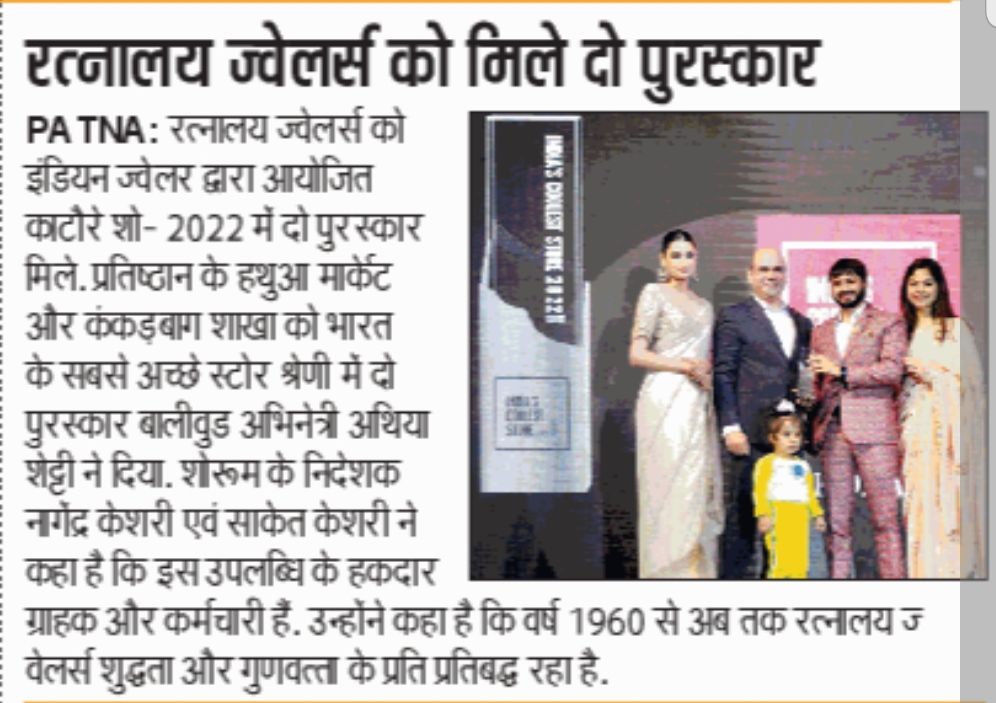 रत्नालय ज्वेलर्स को मिले दो पुरस्कार
PATNA: रत्नालय ज्वेलर्स को
इंडियन ज्वेलर द्वारा आयोजित
काटौरे शो- 2022 में दो पुरस्कार
मिले. प्रतिष्ठान के हथुआ मार्केट
और कंकड़बाग शाखा को भारत
के सबसे अच्छे स्टोर श्रेणी में दो
पुरस्कार बालीवुड अभिनेत्री अथिया
शेट्टी ने दिया. शोरूम के निदेशक
नागेंद्र केशरी एवं साकेत केशरी ने
कहा है कि इस उपलब्धि के हकदार
ग्राहक और कर्मचारी हैं. उन्होंने कहा है कि वर्ष 1960 से अब तक रत्नालय ज
वेलर्स शुद्धता और गुणवत्ता के प्रति प्रतिबद्ध रहा है.
INDIA'S COOLEST STORE 2022
INDIA'S
COOLEST
STORE